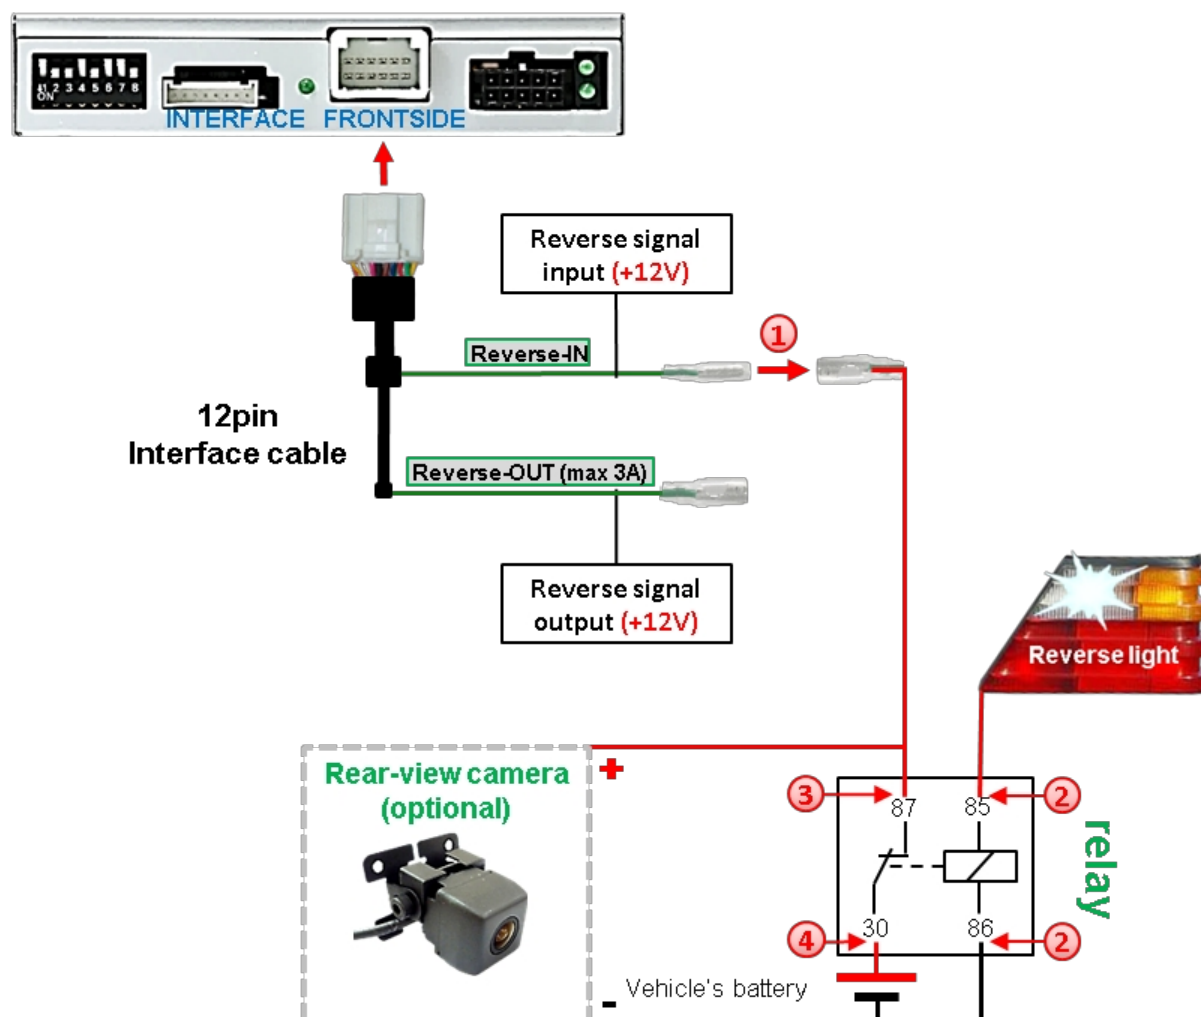 1 2 3 4 5 6 7 8
ON
INTERFACE FRONTSIDE
Reverse signal
input (+12V)
1
Reverse-IN
12pin
Interface cable
Reverse-OUT (max 3A)
Reverse signal
output (+12V)
Reverse light
Rear-view camera
(optional)
+
3
87
85
2
relay
4
30
86
2
- Vehicle's battery